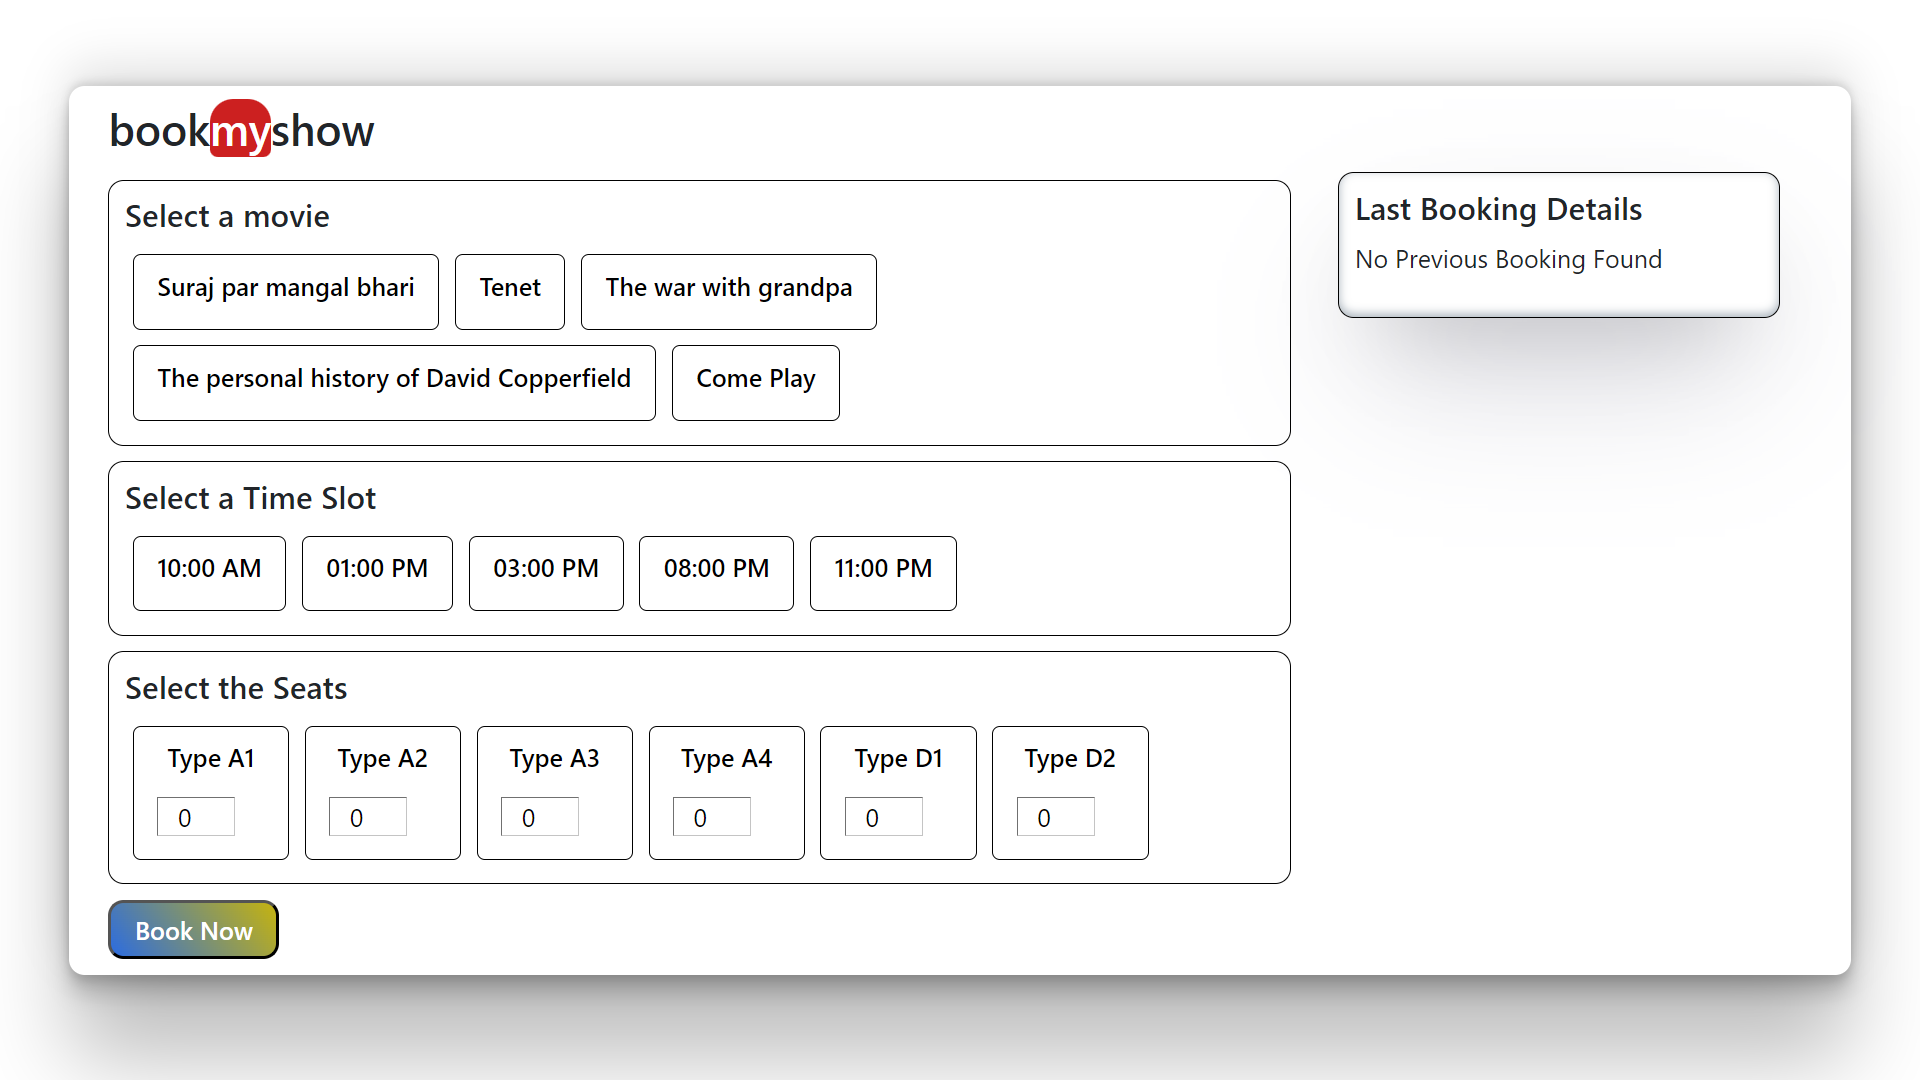 bookmyshow
Select a movie
Suraj par mangal bhari
Tenet
The war with grandpa
The personal history of David Copperfield
Come Play
Select a Time Slot
10:00 AM
01:00 PM
03:00 PM
08:00 PM
11:00 PM
Select the Seats
Type A1
0
Type A2
0
Type A3
0
Type A4
0
Type D1
0
Type D2
0
Book Now
Last Booking Details
No Previous Booking Found